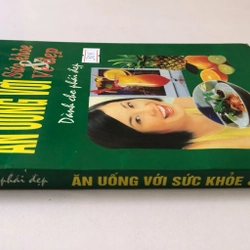 ĂN UỐNG VỚI
Sức khỏe
&
Vẻ đẹp
Dành cho phái đẹp
phái đẹp
ĂN UỐNG VỚI SỨC KHỎE